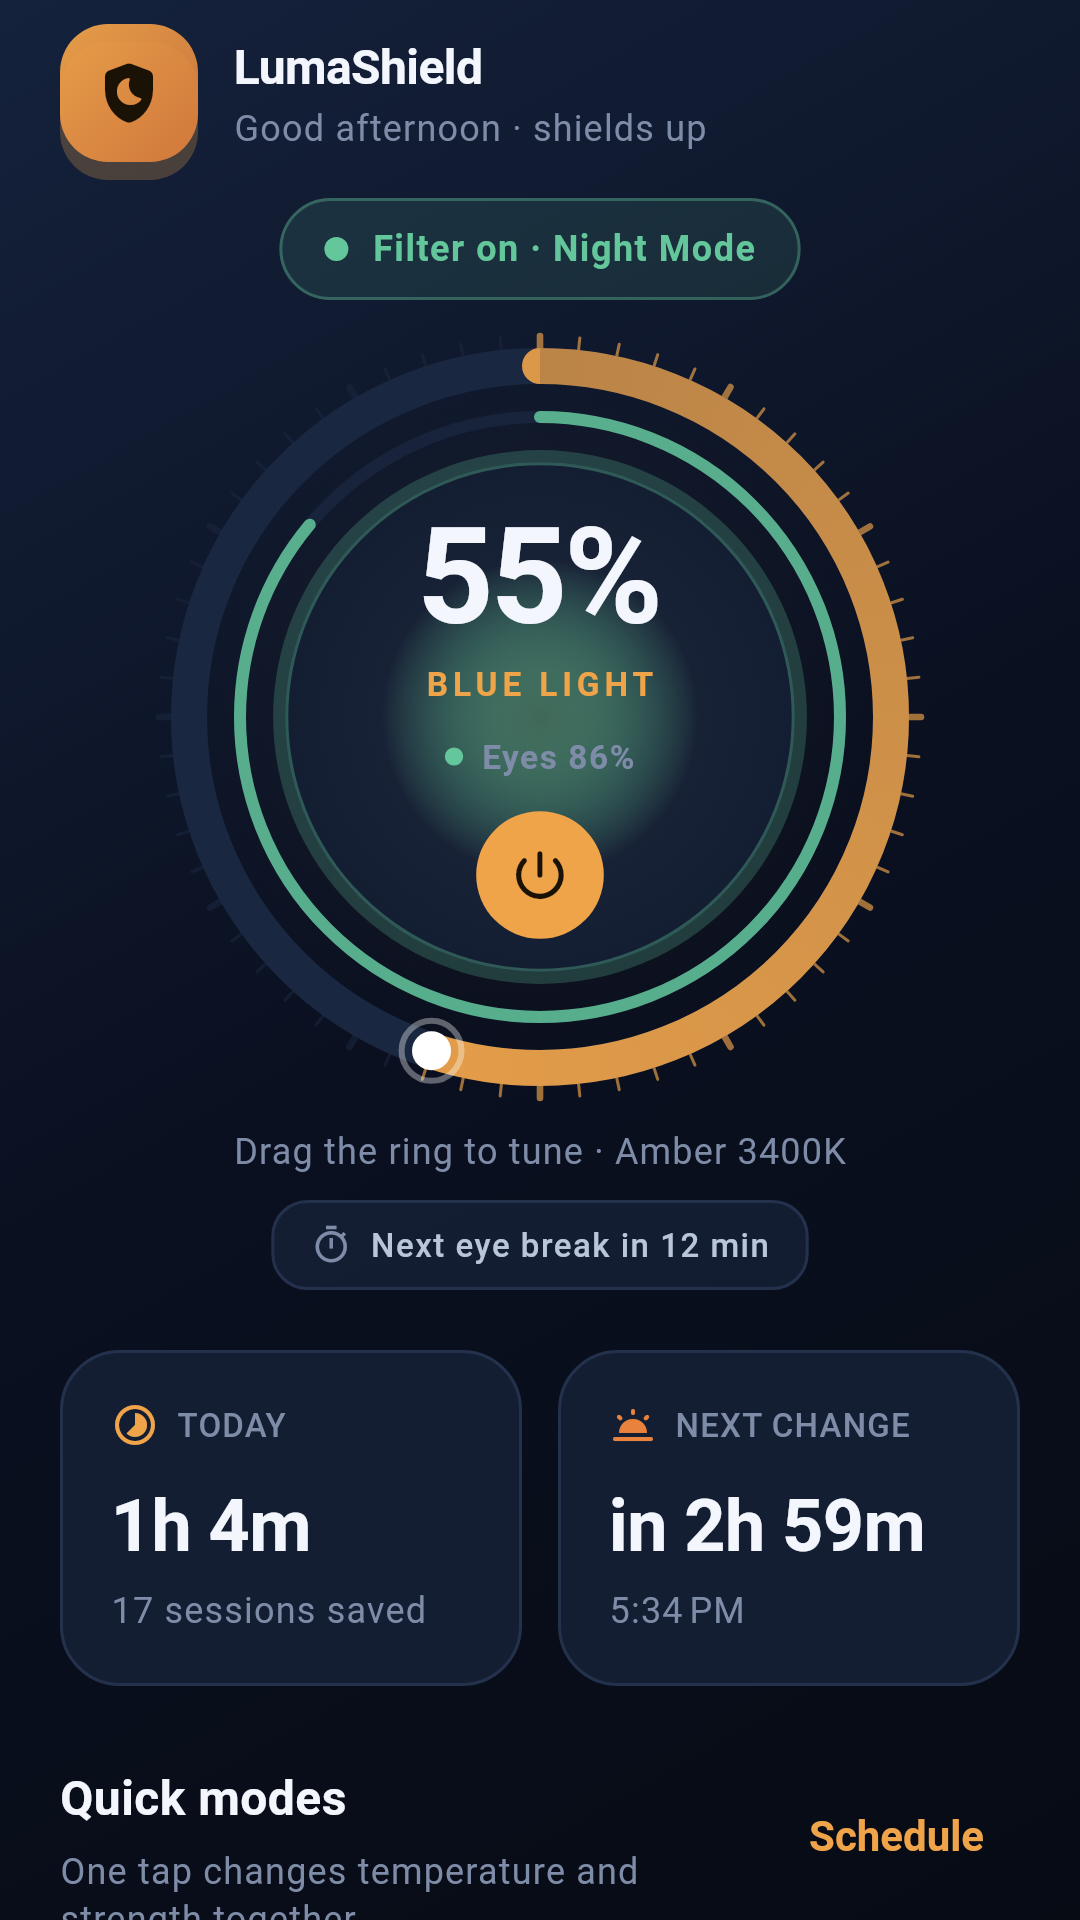 LumaShield
Good afternoon · shields up
Filter on · Night Mode
55%
BLUE LIGHT
Eyes 86%
Drag the ring to tune · Amber 3400K
Next eye break in 12 min
TODAY
1h 4m
17 sessions saved
NEXT CHANGE
in 2h 59m
5:34 PM
Quick modes
Schedule
One tap changes temperature and
strength together